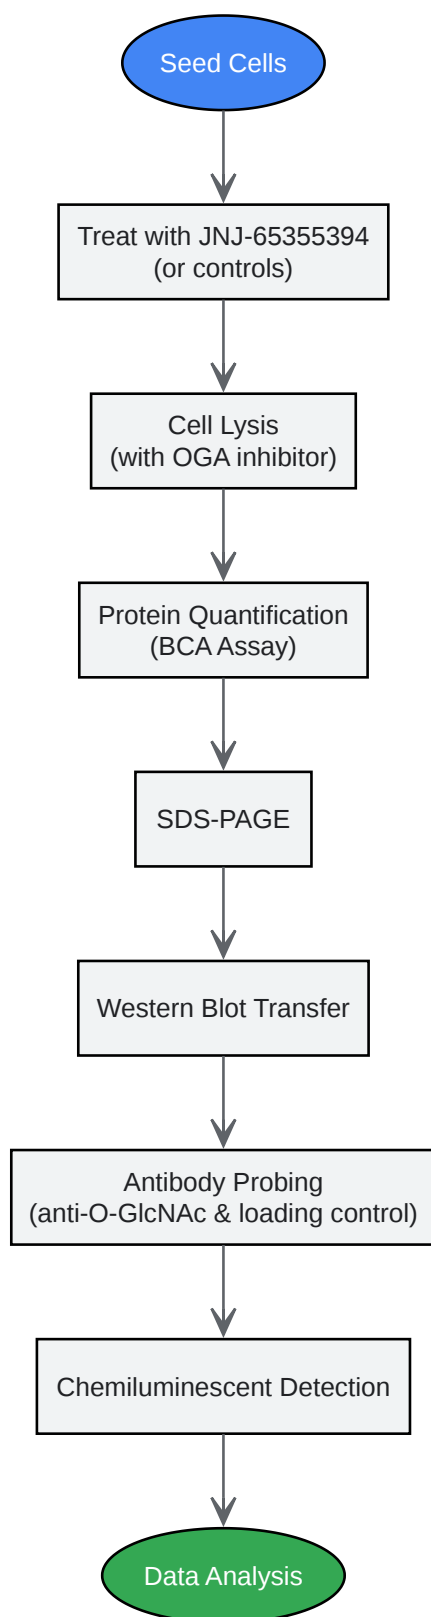 Seed Cells
Treat with JNJ-65355394
(or controls)
Cell Lysis
(with OGA inhibitor)
Protein Quantification
(BCA Assay)
SDS-PAGE
Western Blot Transfer
Antibody Probing
(anti-O-GlcNAc & loading control)
Chemiluminescent Detection
Data Analysis